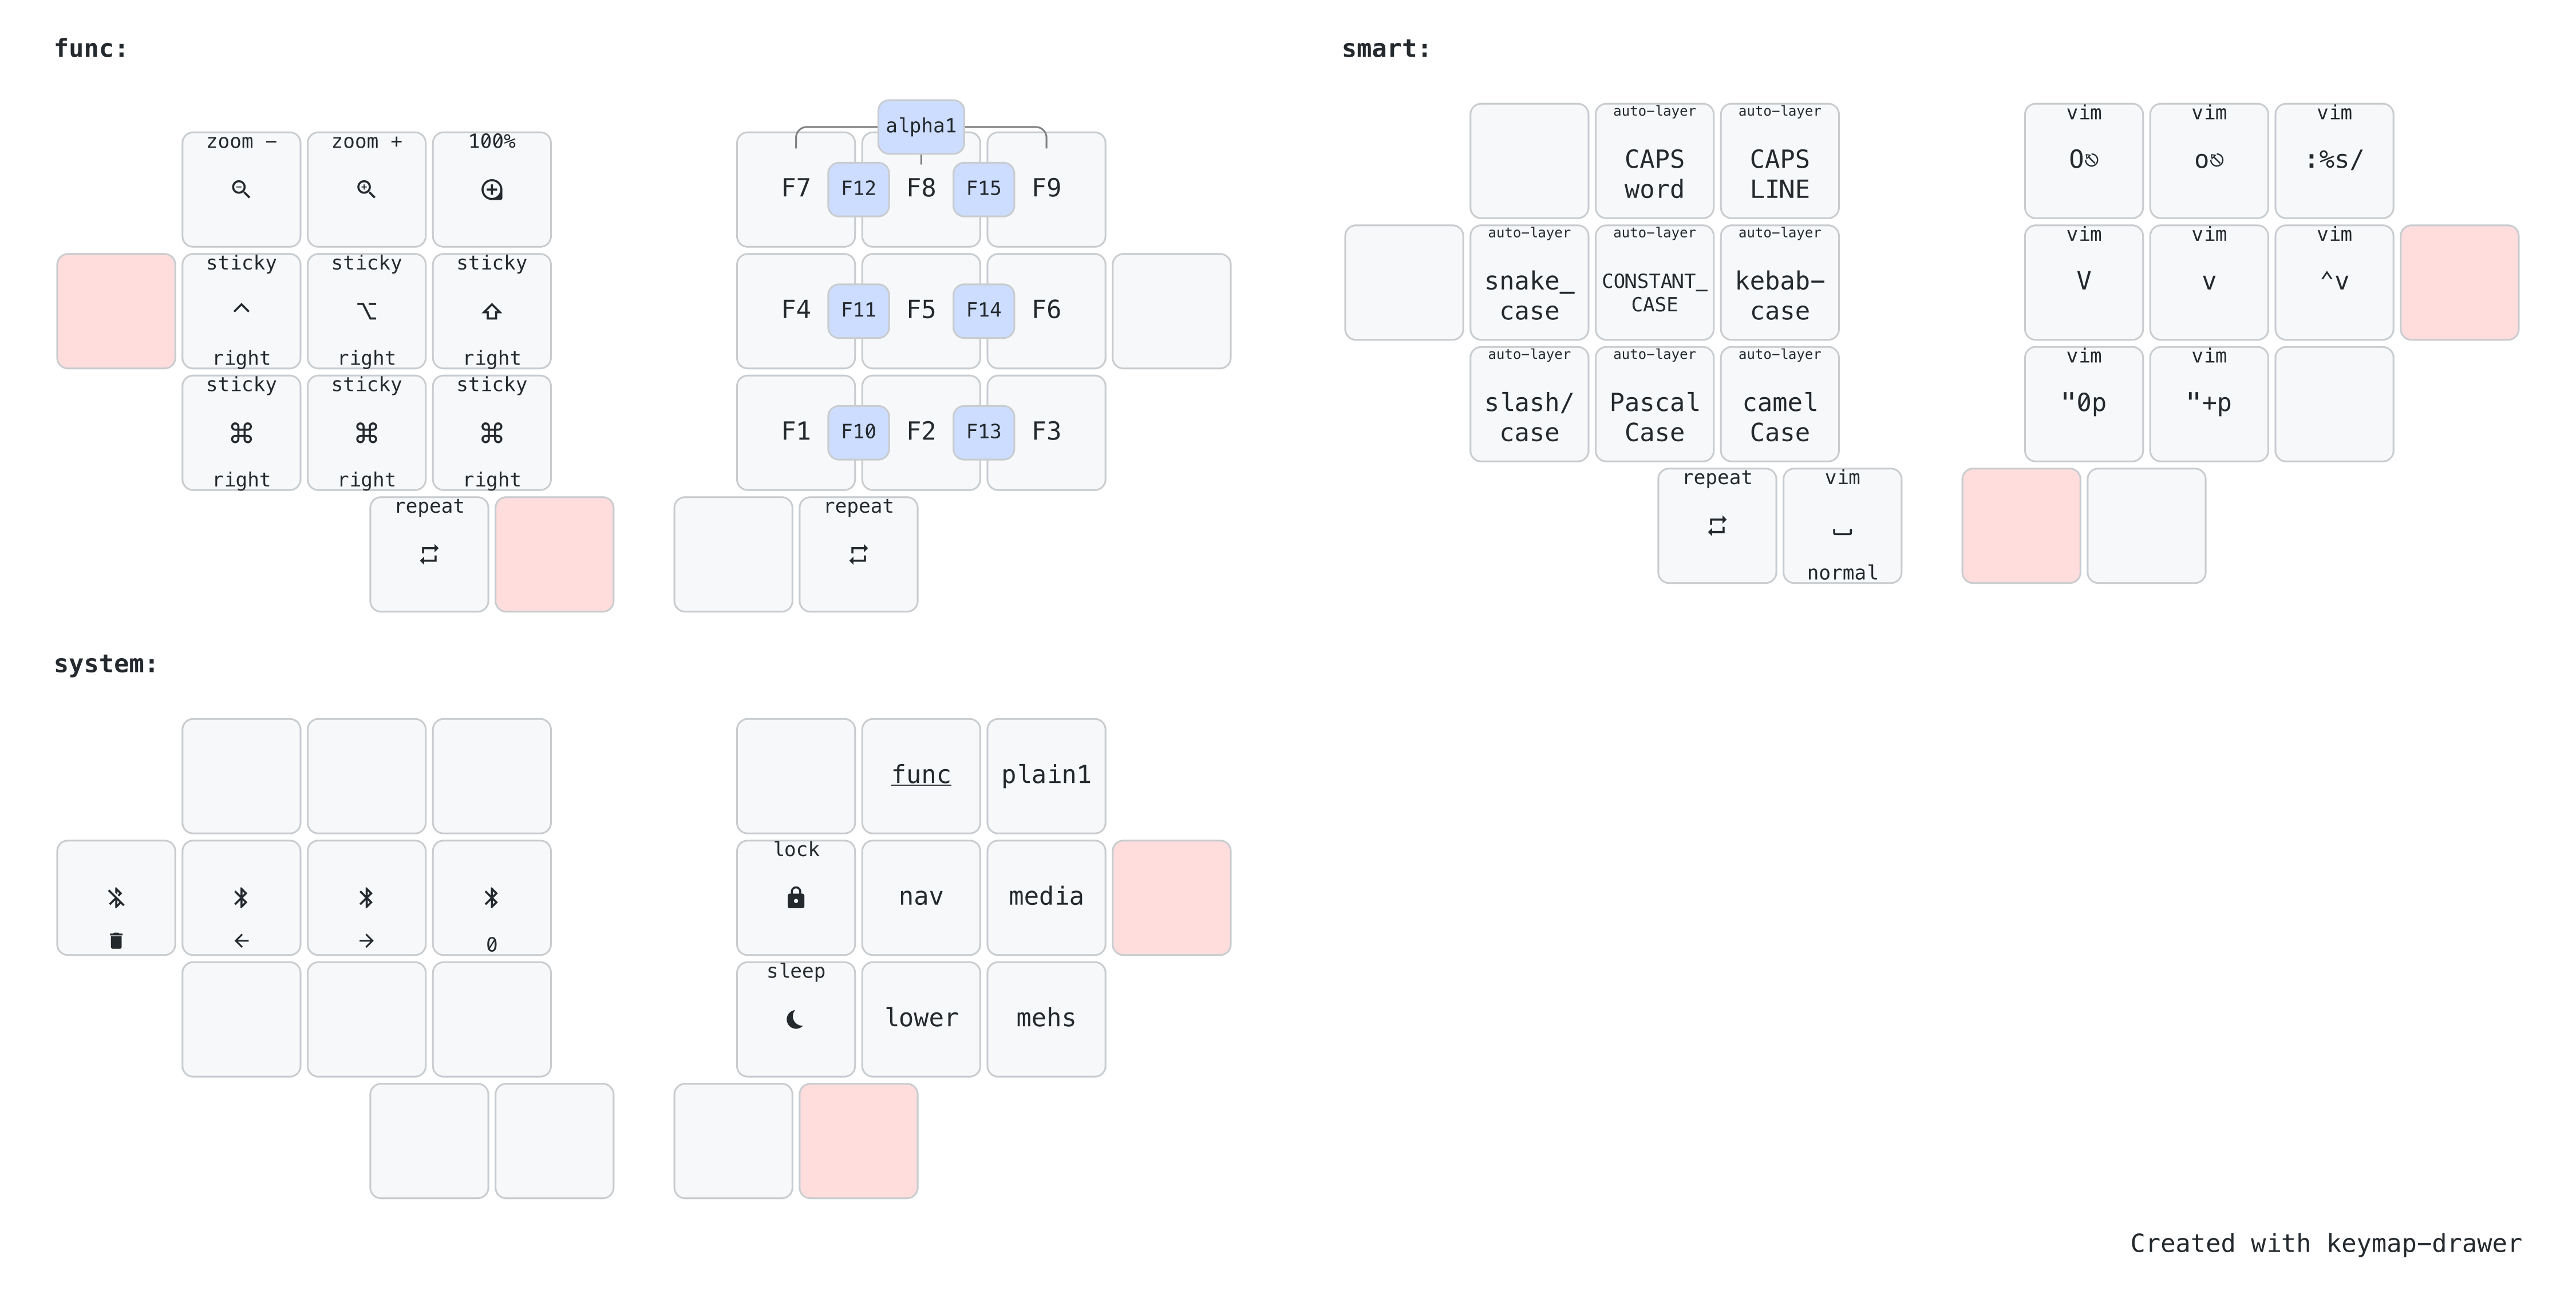 func:
zoom − zoom + 100%
alpha1
F7 F12 F8 F15 F9
sticky sticky sticky
^ ⌥ ⇧
right right right
F4 F11 F5 F14 F6
sticky sticky sticky
⌘ ⌘ ⌘
right right right
F1 F10 F2 F13 F3
repeat
repeat
smart:
auto-layer auto-layer
CAPS CAPS
word LINE
vim vim vim
O⎋ o⎋ :%s/
auto-layer auto-layer auto-layer
snake_ CONSTANT_ kebab-
case CASE case
vim vim vim
V v ^v
auto-layer auto-layer auto-layer
slash/ Pascal camel
case Case Case
vim vim
"0p "+p
repeat vim
normal
system:
func plain1
← → 0
lock
nav media
sleep
lower mehs
Created with keymap-drawer